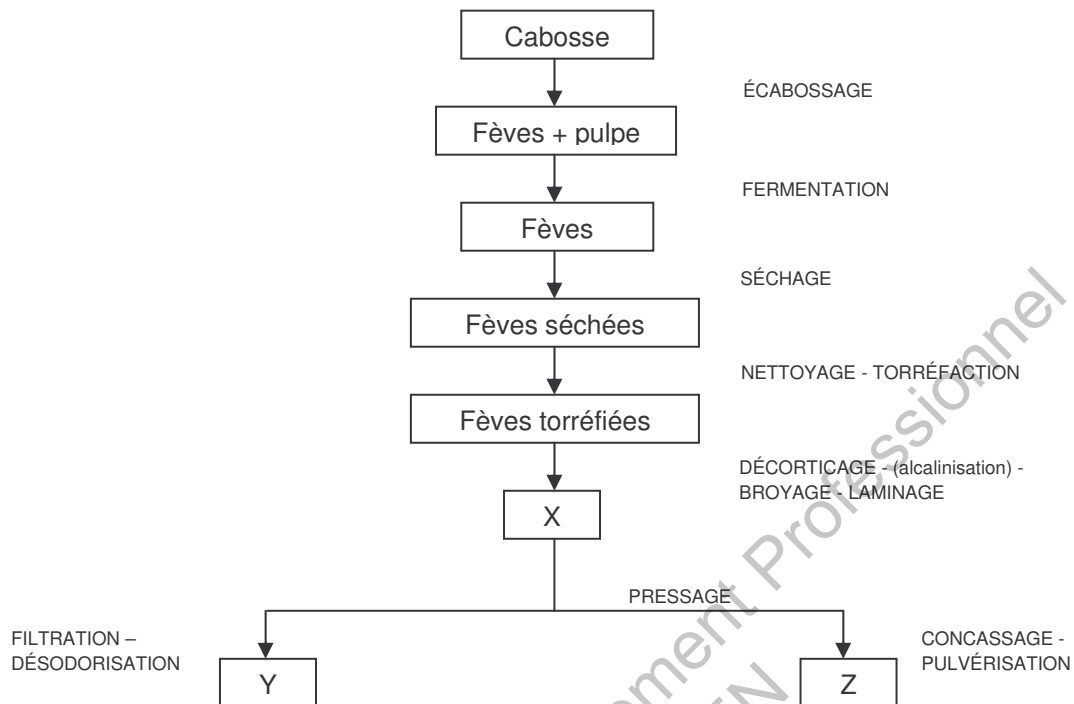 Cabosse
ÉCABOSSAGE
Fèves + pulpe
FERMENTATION
Fèves
SÉCHAGE
Fèves séchées
NETTOYAGE - TORRÉFACTION
Fèves torréfiées
DÉCORTICAGE - (alcalinisation) -
BROYAGE - LAMINAGE
X
PRESSAGE
FILTRATION –
DÉSODORISATION
Y
CONCASSAGE -
PULVÉRISATION
Z
Professionnel